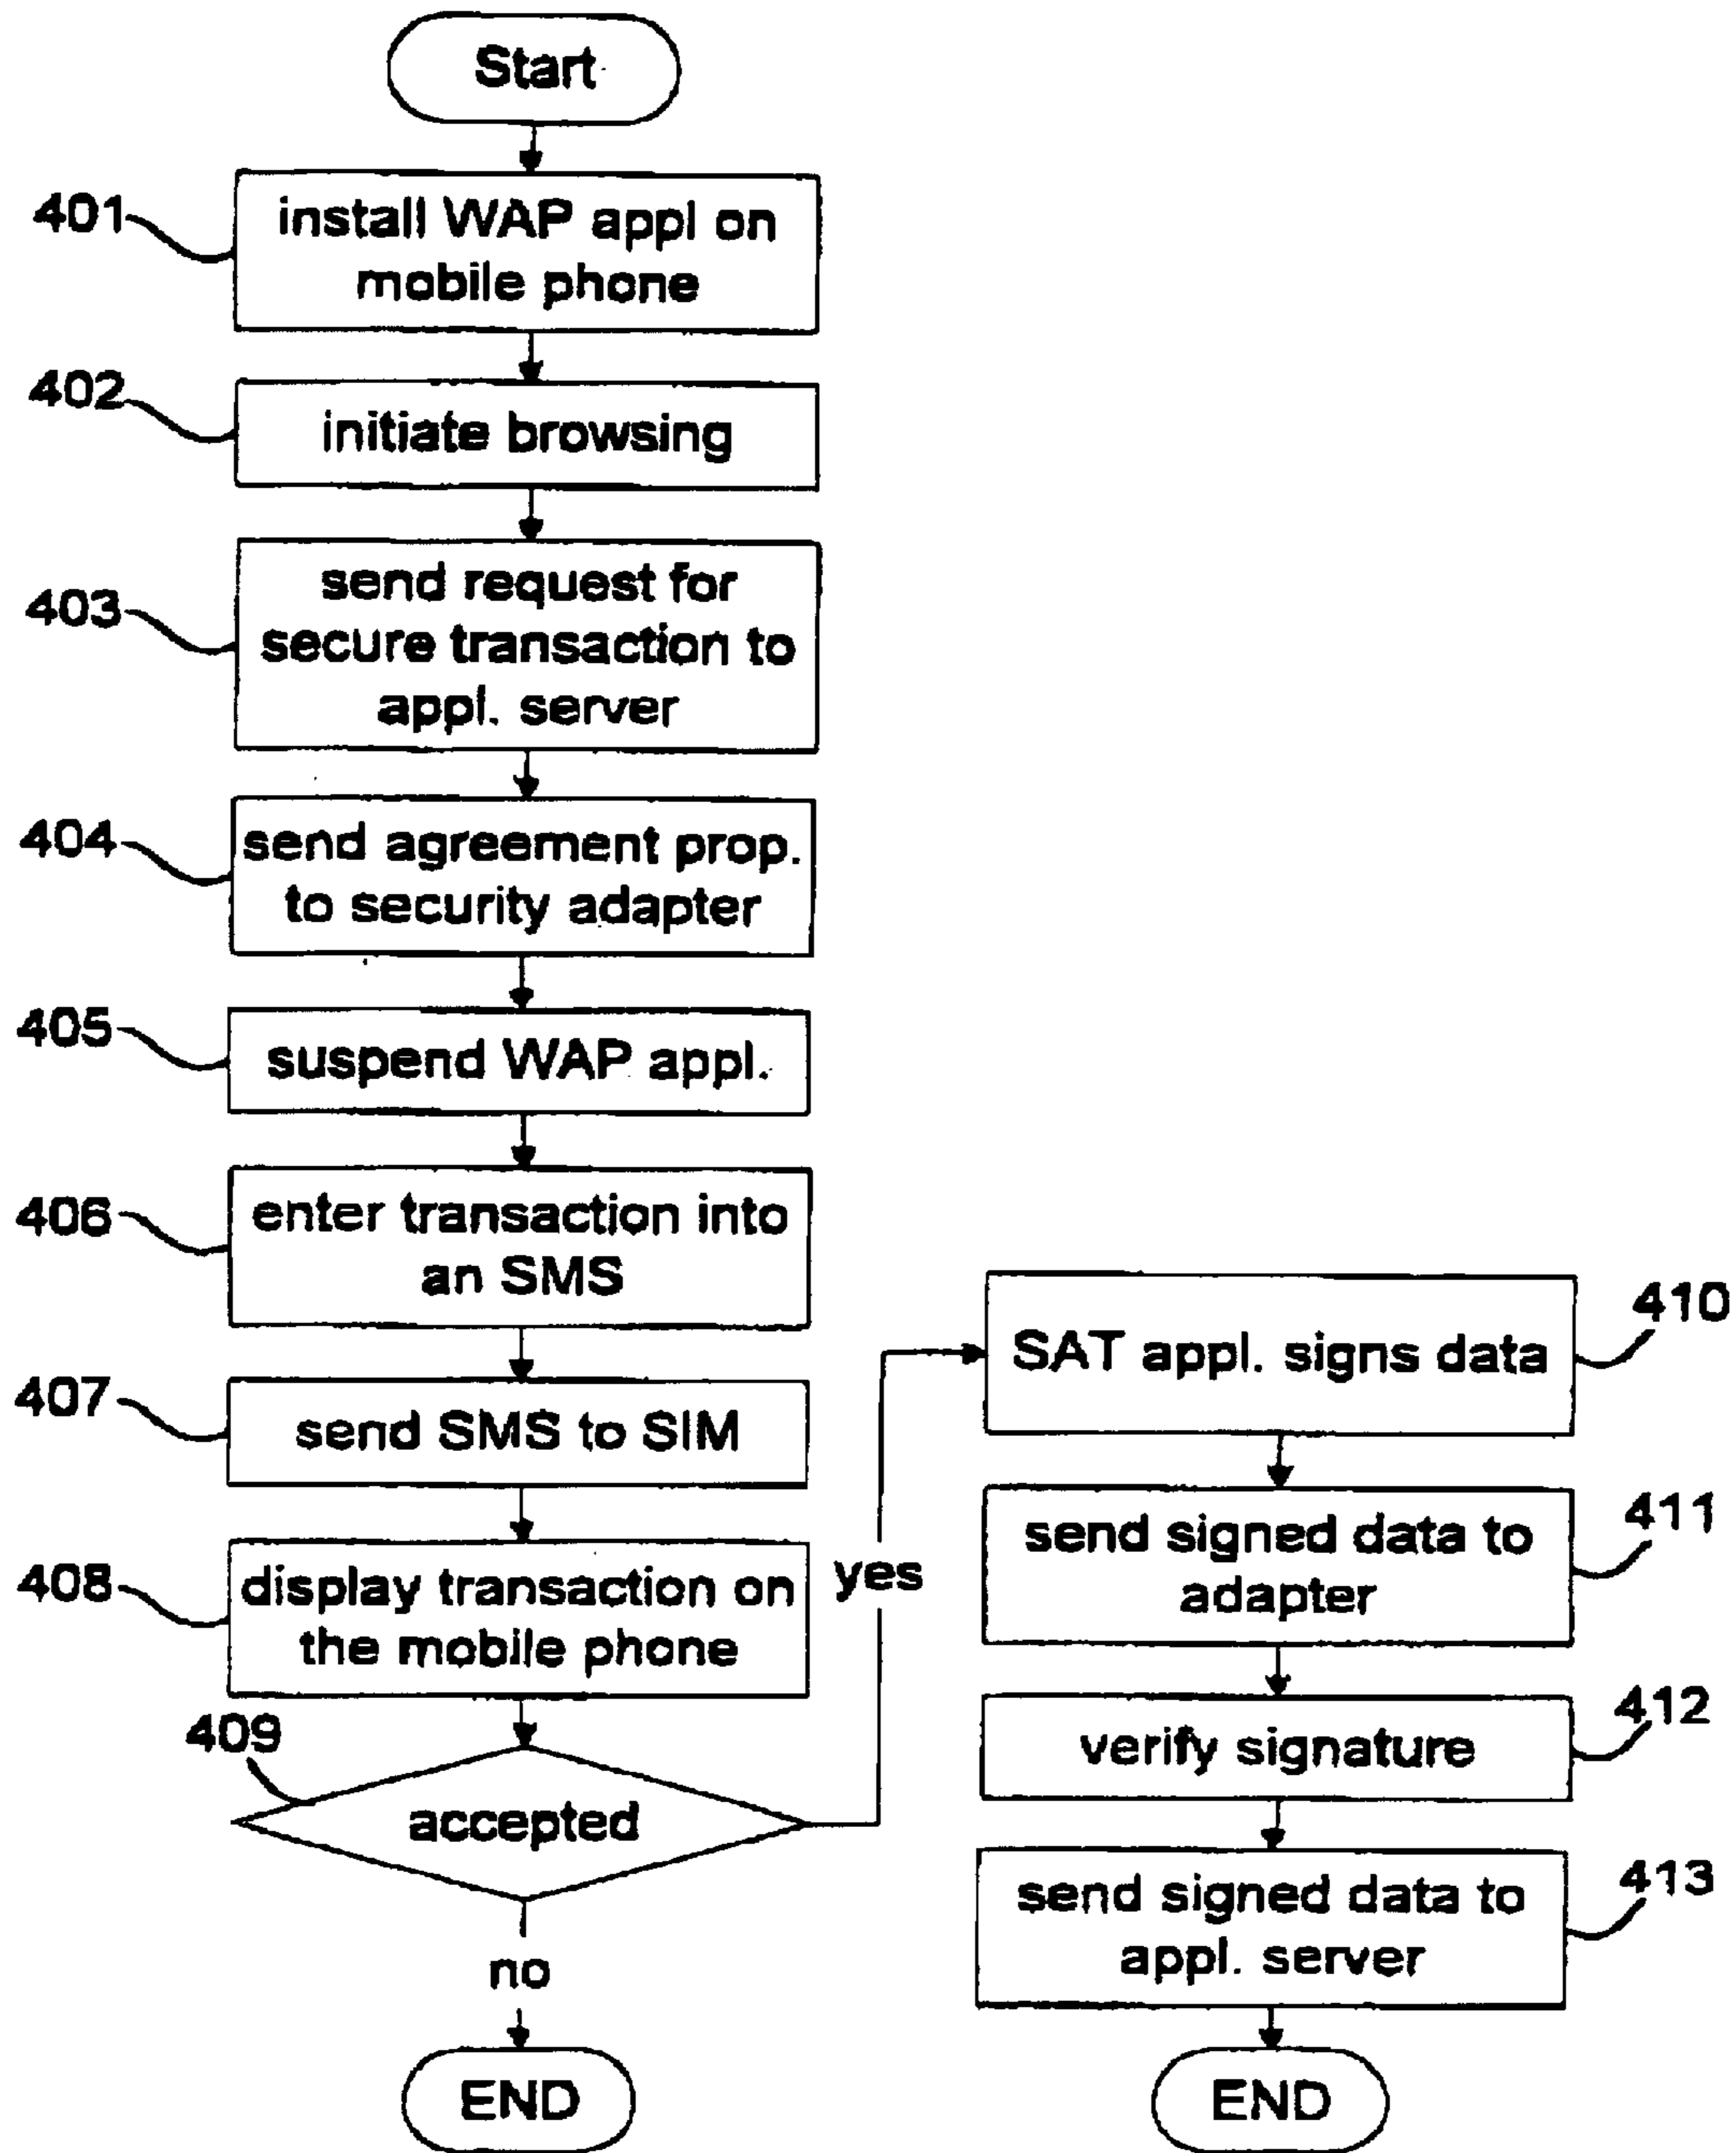 Start
401
install WAP appl on
mobile phone
402
initiate browsing
403
send request for
secure transaction to
appl. server
404
send agreement prop.
to security adapter
405
suspend WAP appl.
406
enter transaction into
an SMS
407
send SMS to SIM
408
display transaction on
the mobile phone
409
accepted
no
END
yes
410
SAT appl. signs data
411
send signed data to
adapter
412
verify signature
413
send signed data to
appl. server
END